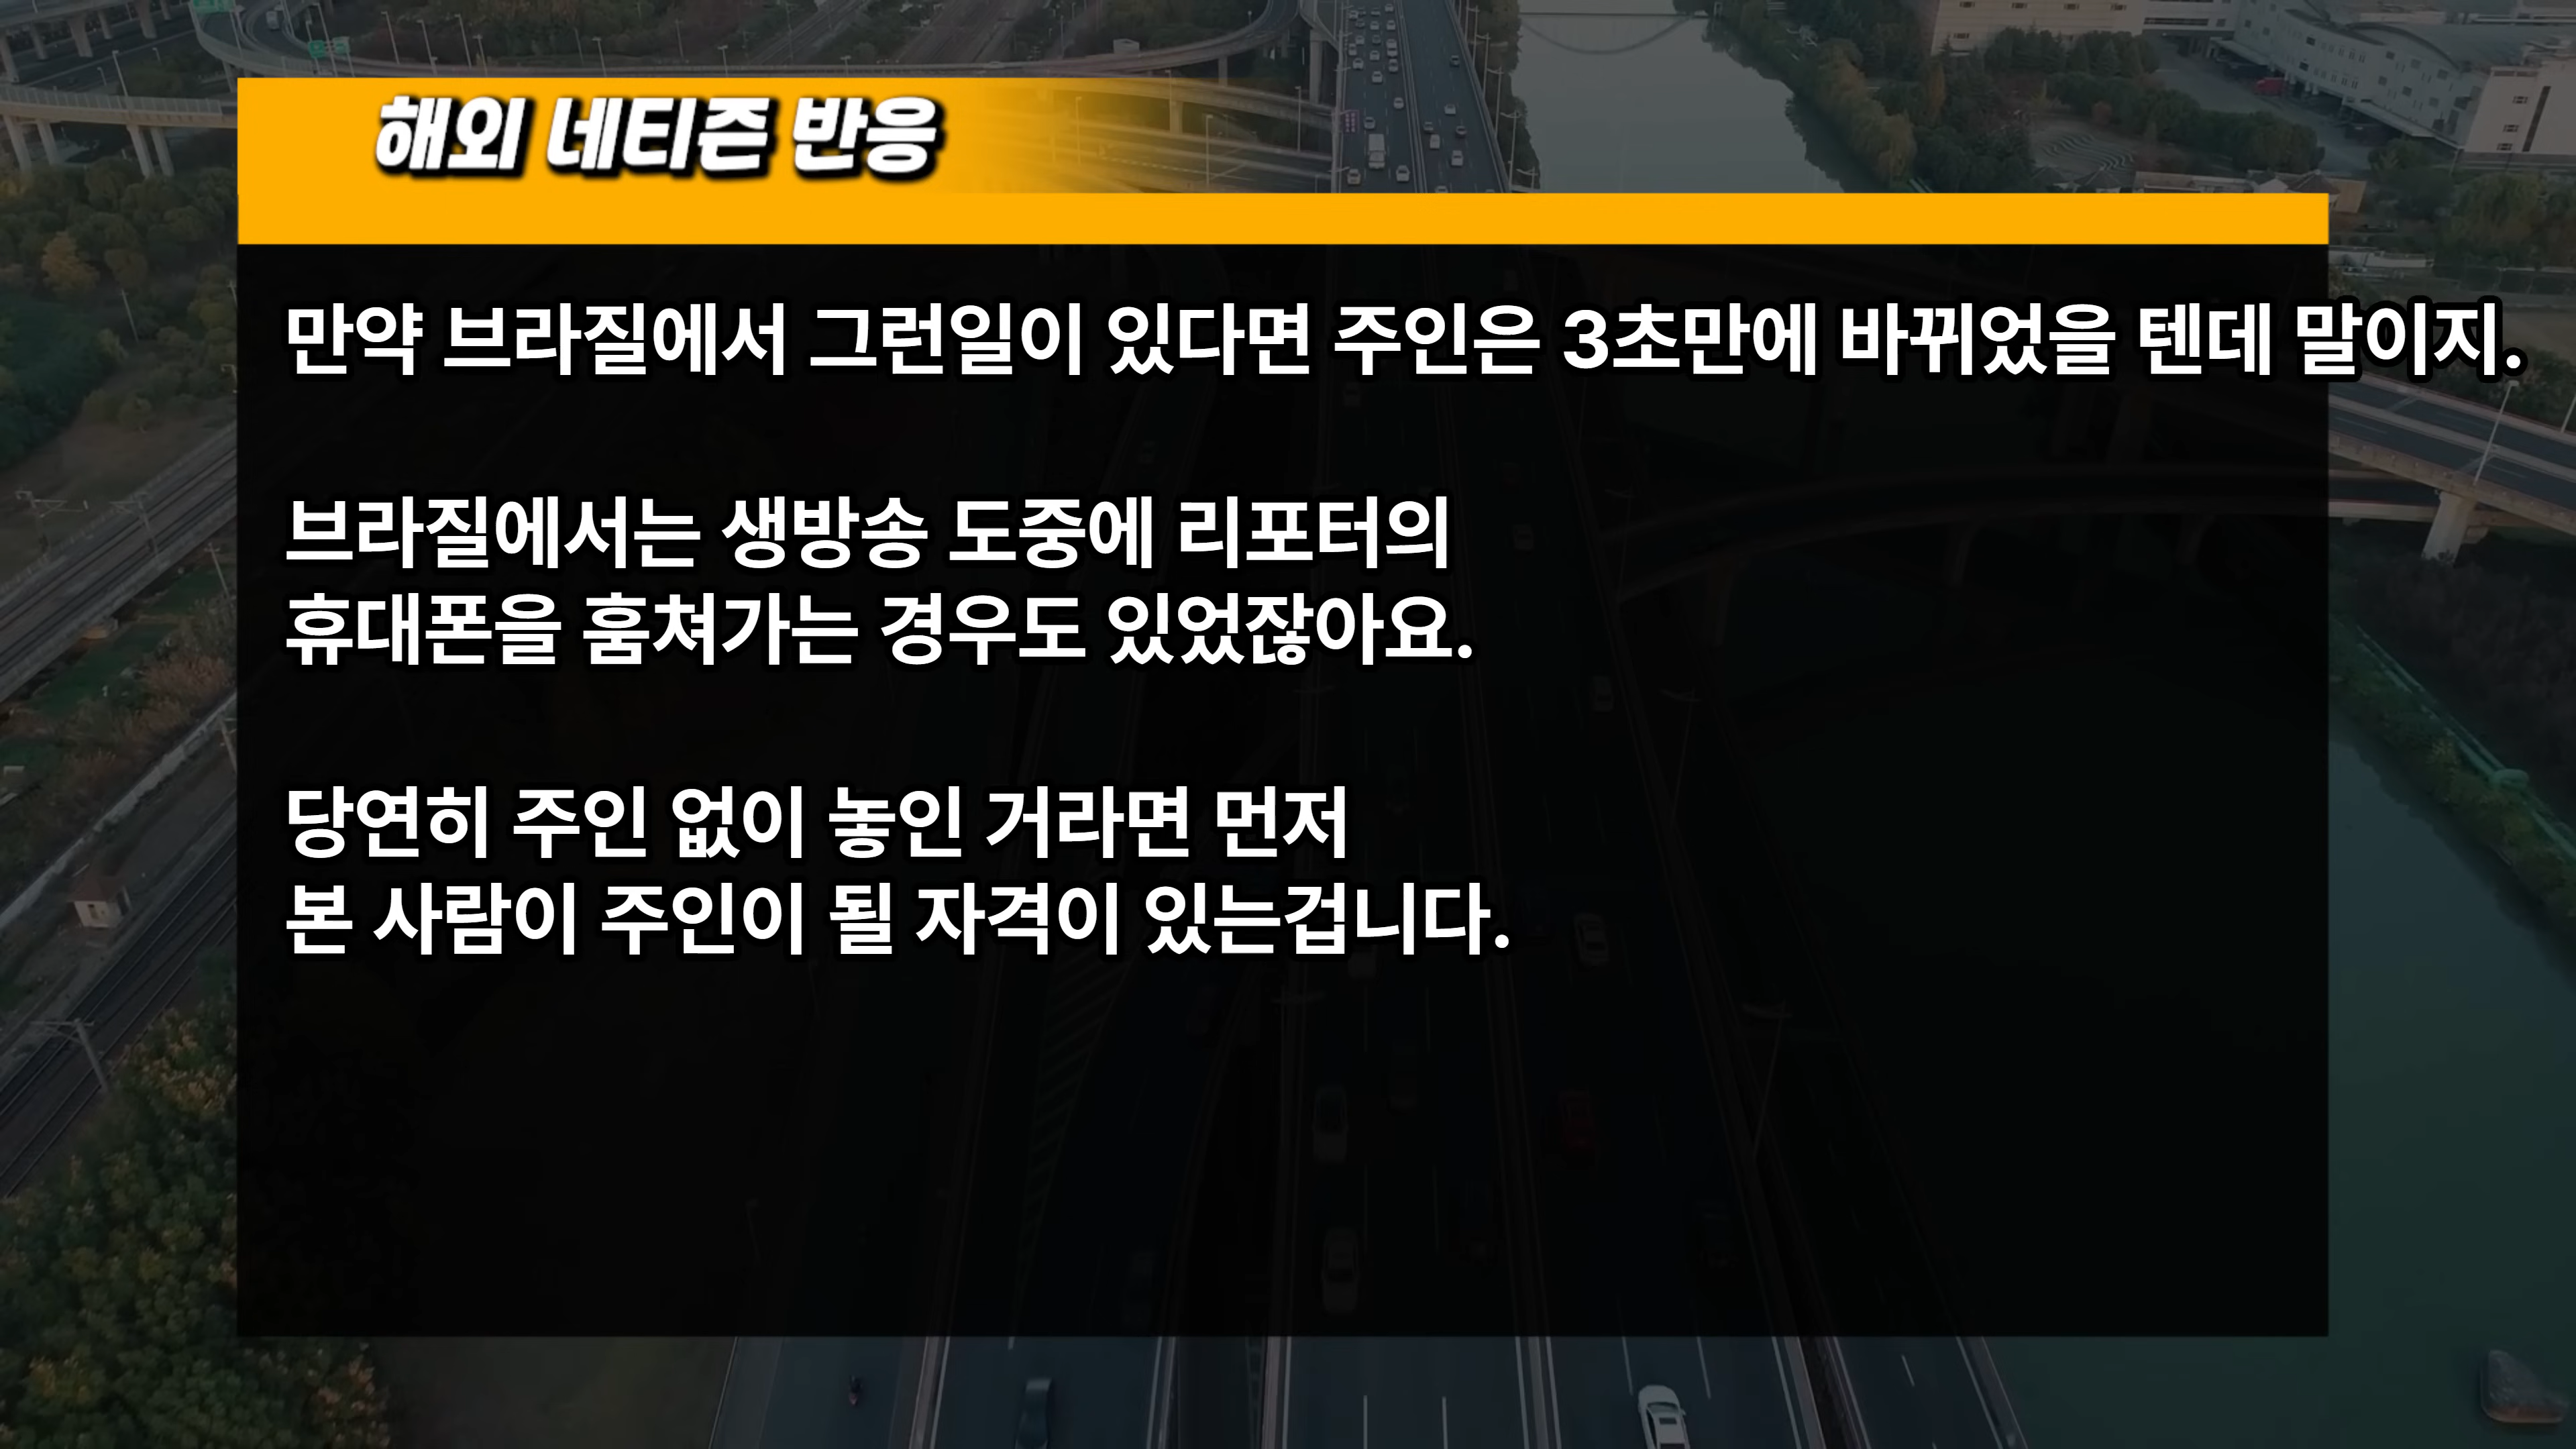 해외 네티즌 반응
만약 브라질에서 그런일이 있다면 주인은 3초만에 바뀌었을 텐데 말이지.
브라질에서는 생방송 도중에 리포터의
휴대폰을 훔쳐가는 경우도 있었잖아요.
당연히 주인 없이 놓인 거라면 먼저
본 사람이 주인이 될 자격이 있는겁니다.